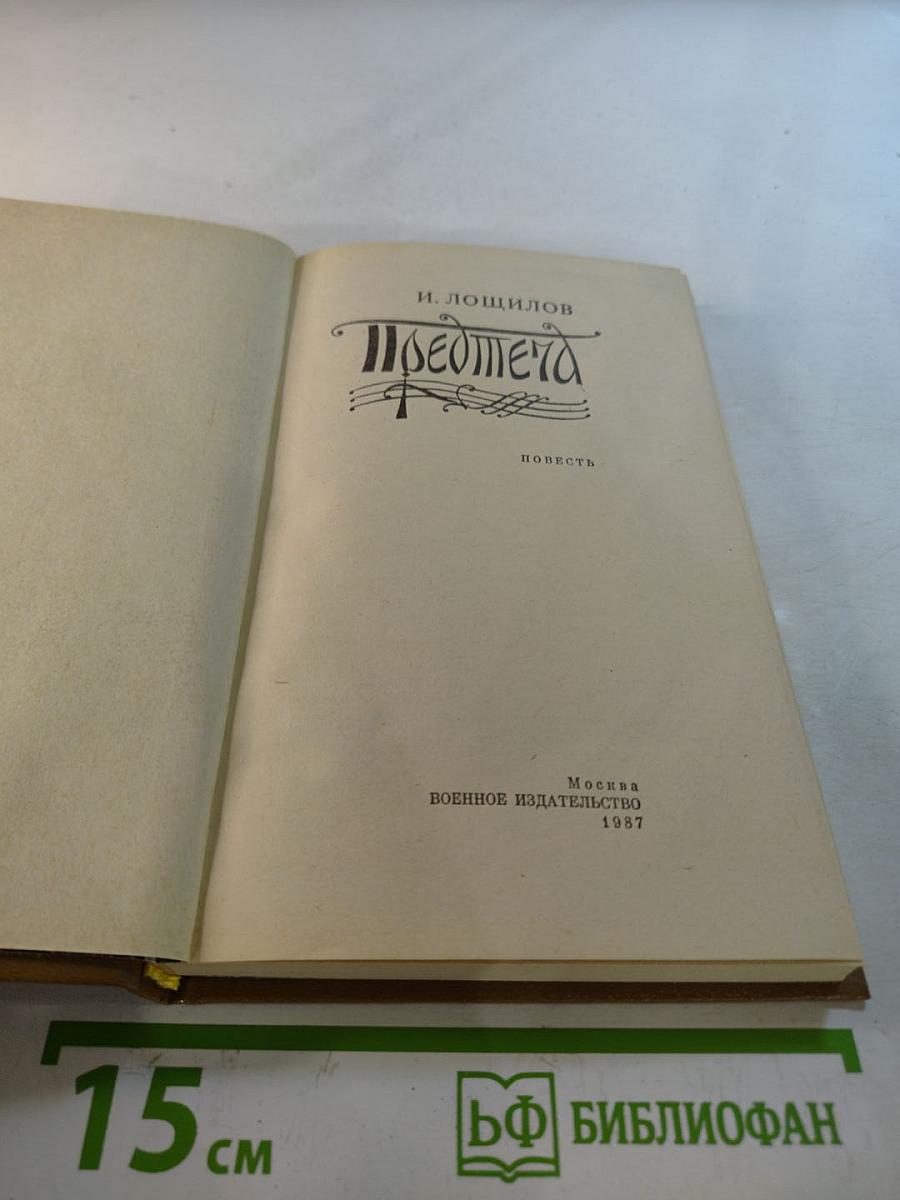 И. ЛОЩИЛОВ
Предтеча
ПОВЕСТЬ
Москва
ВОЕННОЕ ИЗДАТЕЛЬСТВО
1987
15 см
ЬФ БИБЛИОФАН